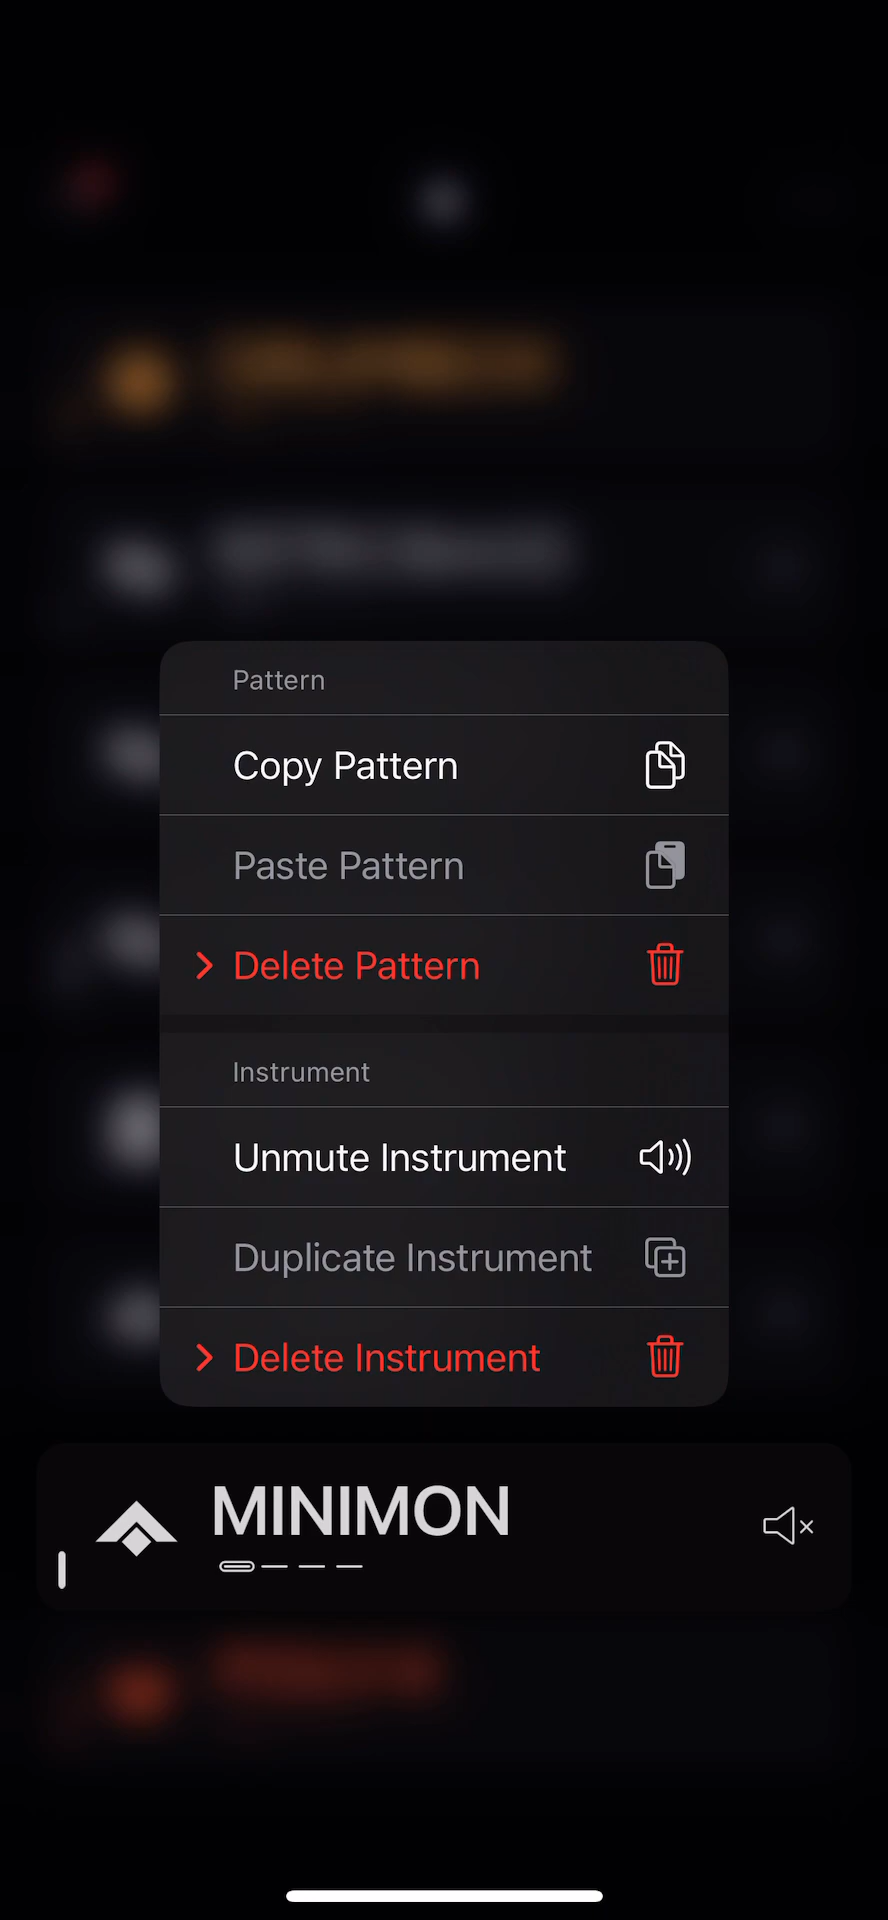 Pattern
Copy Pattern
Paste Pattern
Delete Pattern
Instrument
Unmute Instrument
Duplicate Instrument
Delete Instrument
MINIMON